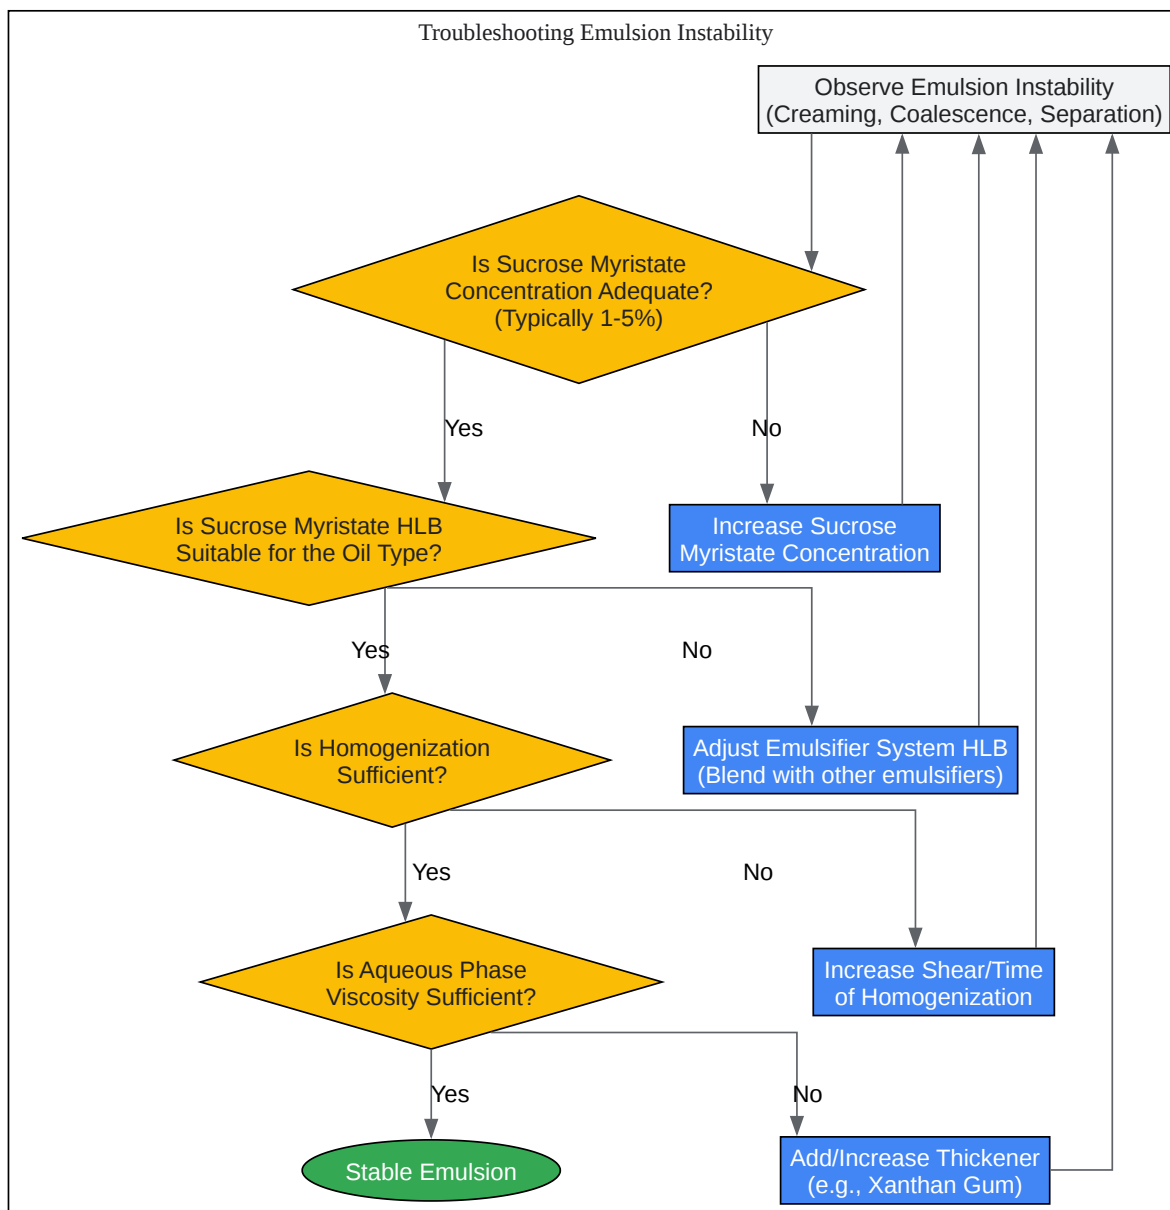 Troubleshooting Emulsion Instability
Observe Emulsion Instability
(Creaming, Coalescence, Separation)
Is Sucrose Myristate
Concentration Adequate?
(Typically 1-5%)
Yes
No
Is Sucrose Myristate HLB
Suitable for the Oil Type?
Increase Sucrose
Myristate Concentration
Yes
No
Is Homogenization
Sufficient?
Adjust Emulsifier System HLB
(Blend with other emulsifiers)
Yes
No
Is Aqueous Phase
Viscosity Sufficient?
Increase Shear/Time
of Homogenization
Yes
No
Stable Emulsion
Add/Increase Thickener
(e.g., Xanthan Gum)